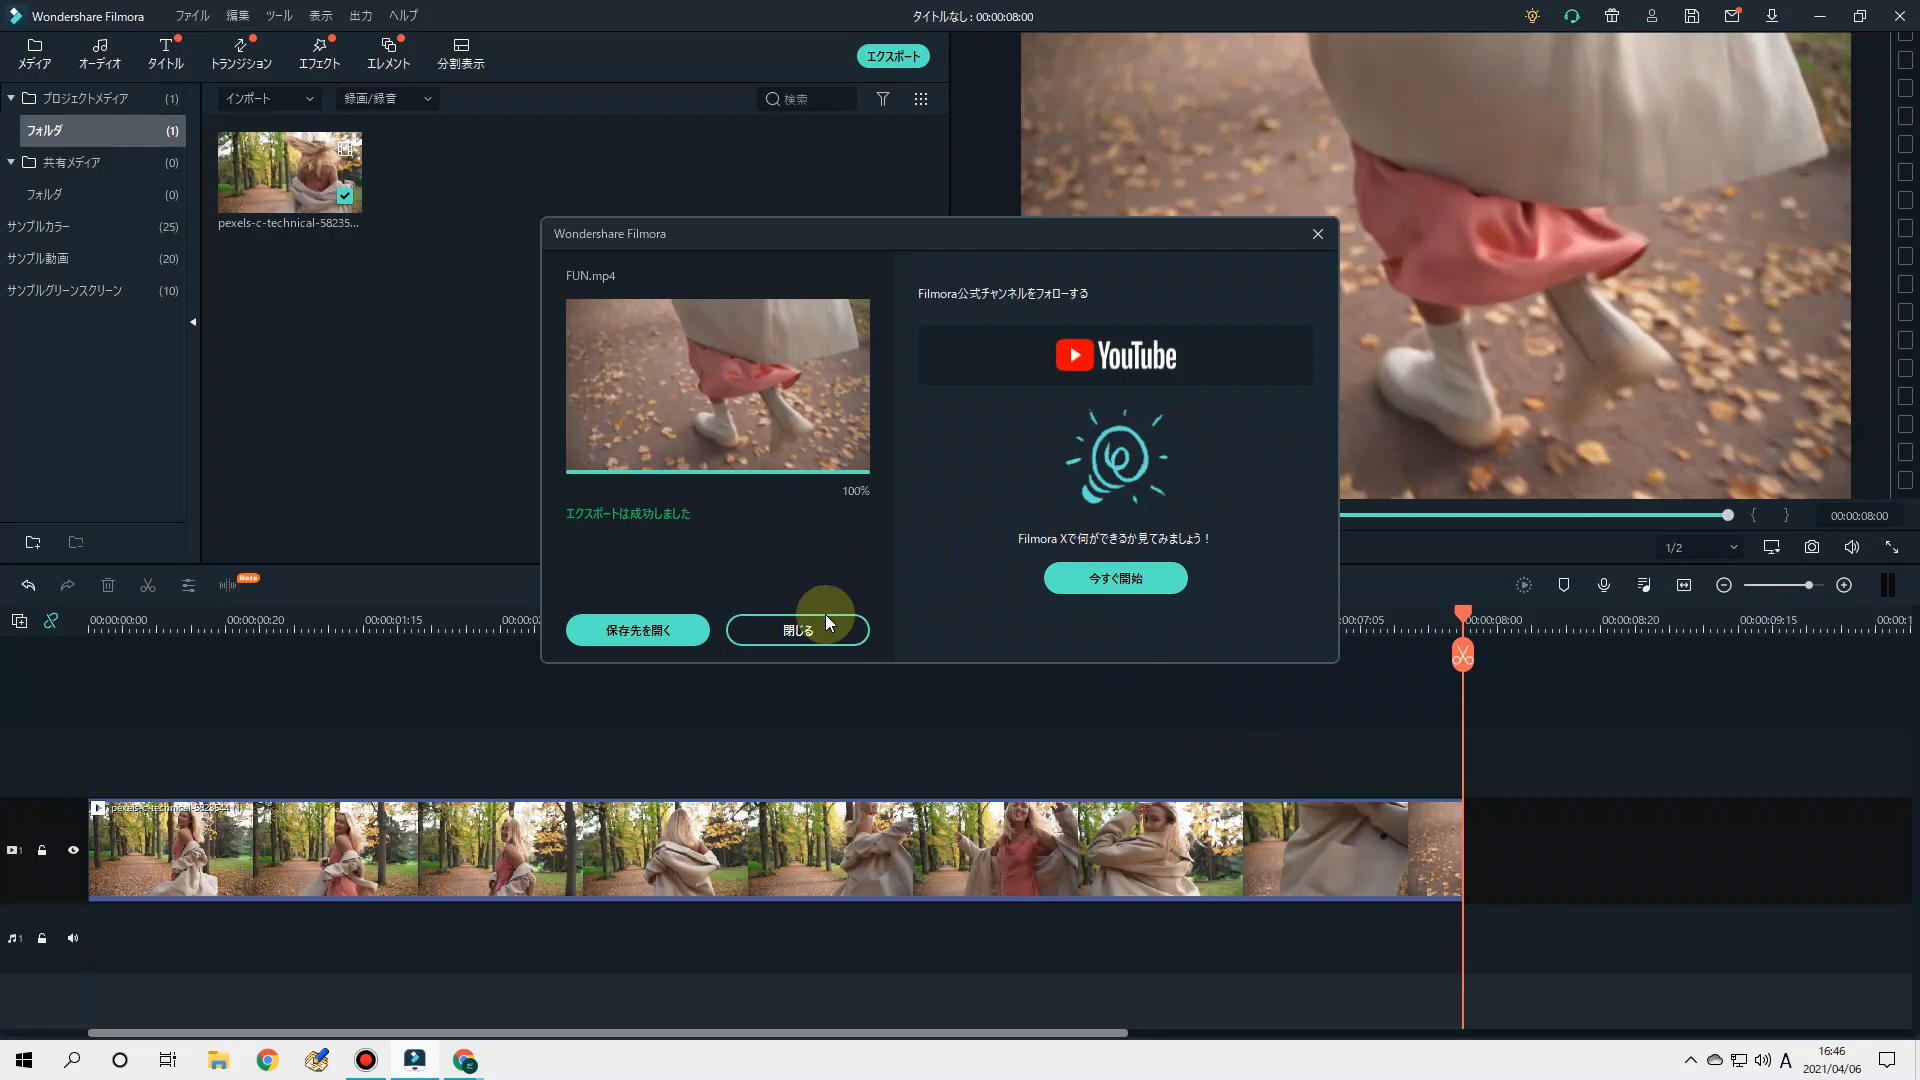 Wondershare Filmora ファイル 編集 ツール 表示 出力 ヘルプ タイトルなし : 00:00:08:00
メディア オーディオ タイトル トランジション エフェクト エレメント 分割表示 エクスポート
プロジェクトメディア (1)
インポート 録画/録音 検索
フォルダ (1)
共有メディア (0)
フォルダ (0)
サンプルカラー (25)
サンプル動画 (20)
サンプルグリーンスクリーン (10)
pexels-c-technical-58235...
Wondershare Filmora
FUN.mp4
100%
エクスポートは成功しました
保存先を開く 閉じる
Filmora公式チャンネルをフォローする
YouTube
Filmora Xで何ができるか見てみましょう！
今すぐ開始
00:00:08:00
1/2
Beta
00:00:00:00 00:00:00:20 00:00:01:15 00:00:0 :00:07:05 00:00:08:00 00:00:08:20 00:00:09:15 00:00:1
1
1
A
16:46
2021/04/06